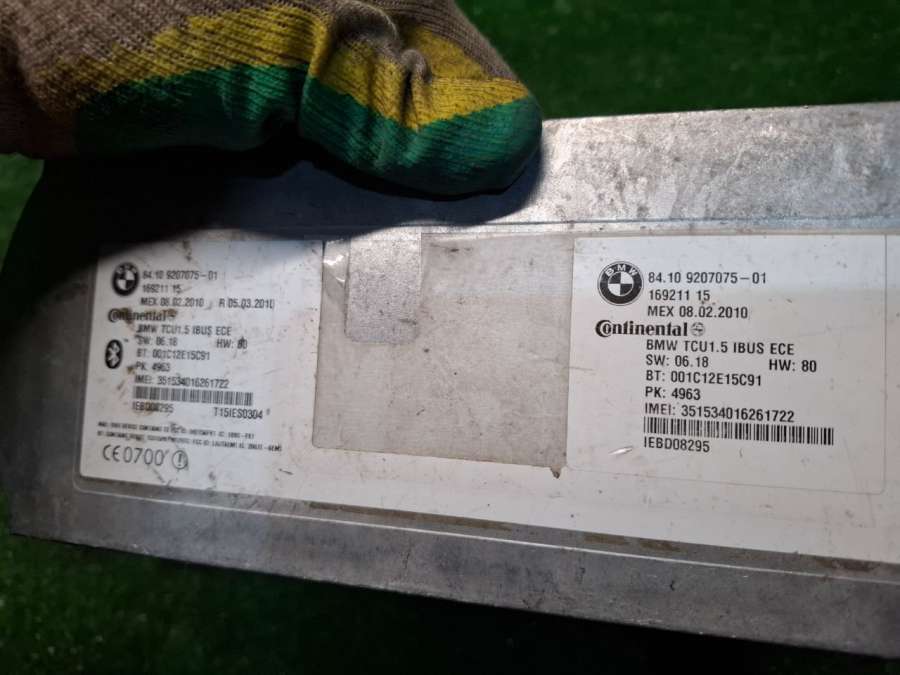 BMW
84.10 9207075-01
169211 15
MEX 08.02.2010 R 05.03.2010
Continental
BMW TCU1.5 IBUS ECE
SW: 06.18 HW: 80
BT: 001C12E15C91
PK: 4963
IMEI: 351534016261722
IEBD08295 T15IES0304
CE0700
BMW
84.10 9207075-01
169211 15
MEX 08.02.2010
Continental
BMW TCU1.5 IBUS ECE
SW: 06.18 HW: 80
BT: 001C12E15C91
PK: 4963
IMEI: 351534016261722
IEBD08295